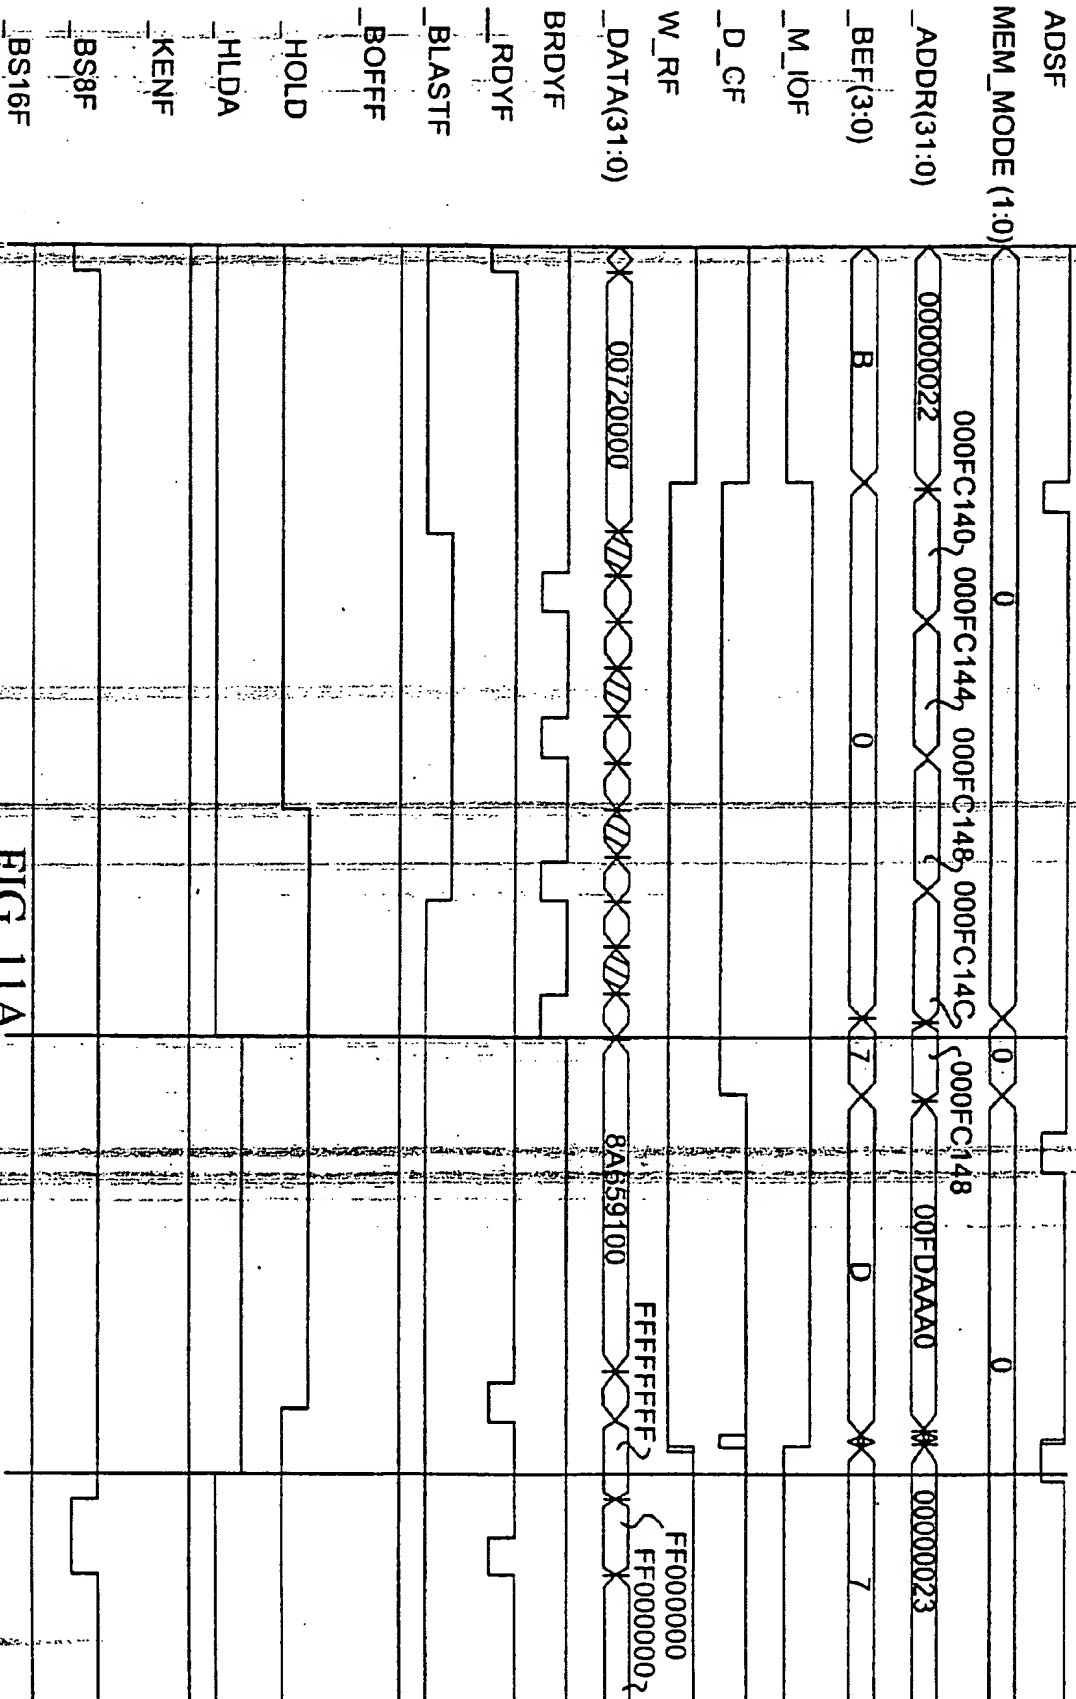 ADSF
MEM_MODE (1:0) 0 0 0
000FC140, 000FC144, 000FC148, 000FC14C 000FC148
_ADDR(31:0) 00000022 00FDAAA0 00000023
_BEF(3:0) B 0 7 D 7
_M_IOF
_D_CF
W_RF
FFFFFFFF FF000000
FF000000
_DATA(31:0) 00720000 8A659100
BRDYF
_RDYF
_BLASTF
_BOFFF
_HOLD
_HLDA
_KENF
_BS8F
_BS16F
FIG 11A